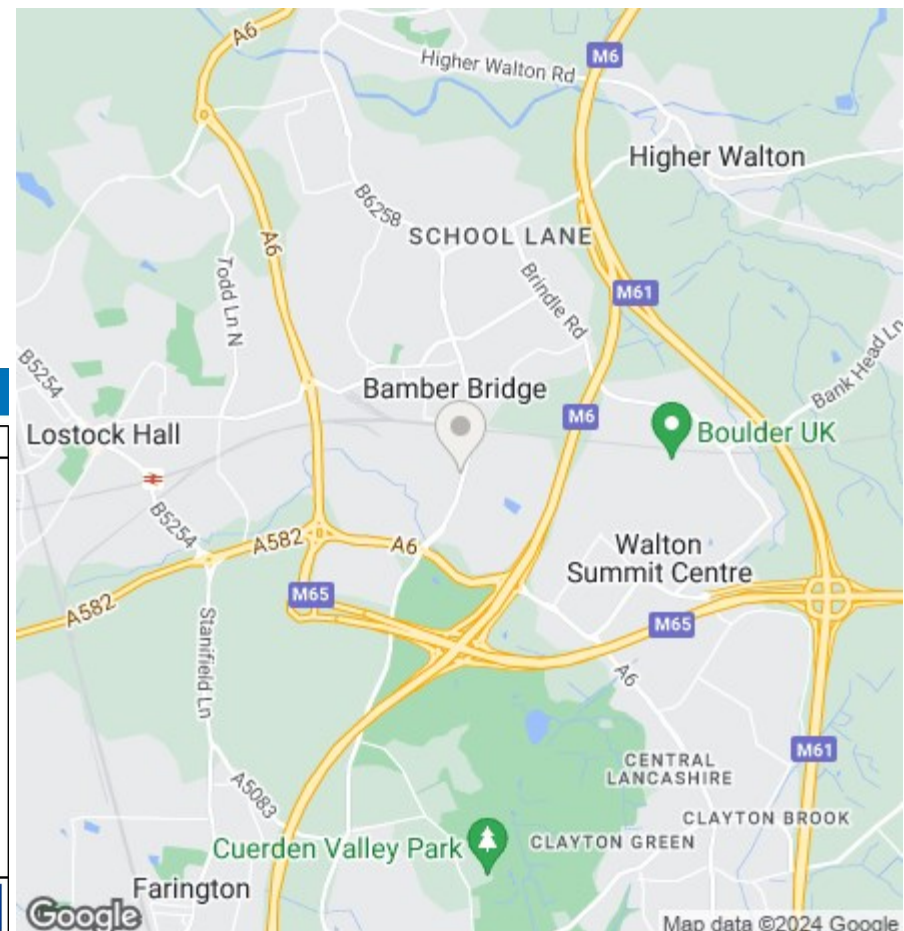 A6
Higher Walton Rd
M6
Higher Walton
B6258
SCHOOL LANE
A6
Todd Ln N
Brindle Rd
M61
Bank Head Ln
B5254
Bamber Bridge
M6
Lostock Hall
Boulder UK
B5254
A582
A6
Walton
Summit Centre
M65
A582
M65
Stanifield Ln
A6
M61
CENTRAL
LANCASHIRE
A5083
CLAYTON BROOK
Cuerden Valley Park
CLAYTON GREEN
Farington
Google
Map data ©2024 Google